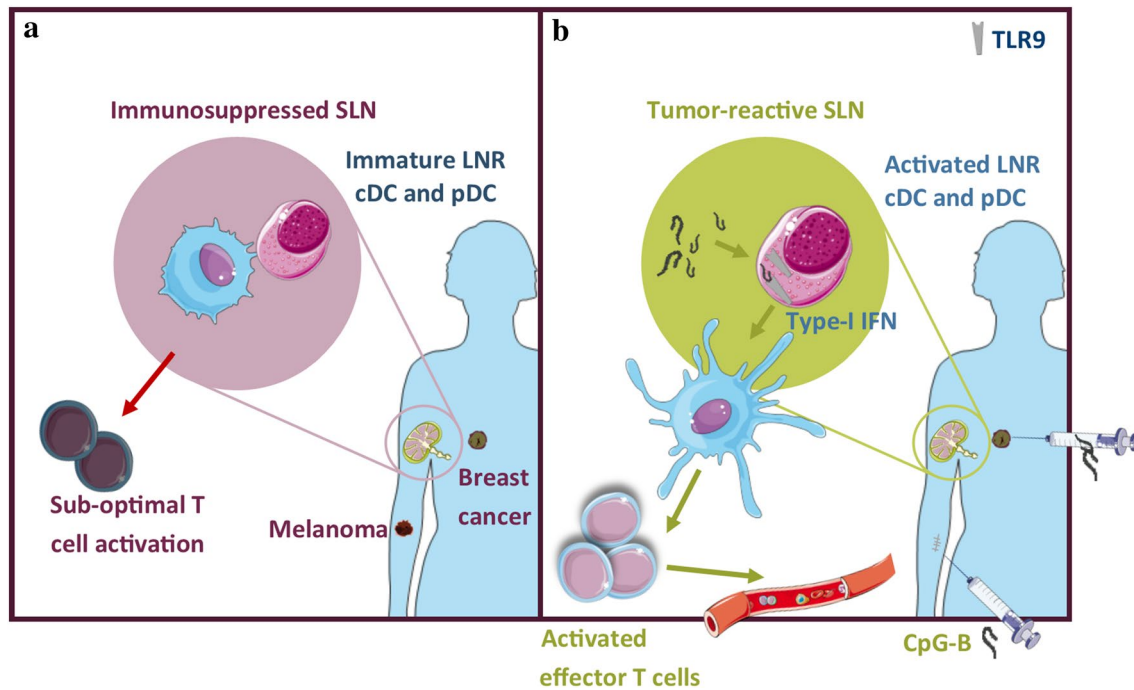 a
Immunosuppressed SLN
Immature LNR
cDC and pDC
Sub-optimal T
cell activation
Melanoma
Breast
cancer
b
TLR9
Tumor-reactive SLN
Activated LNR
cDC and pDC
Type-I IFN
Activated
effector T cells
CpG-B